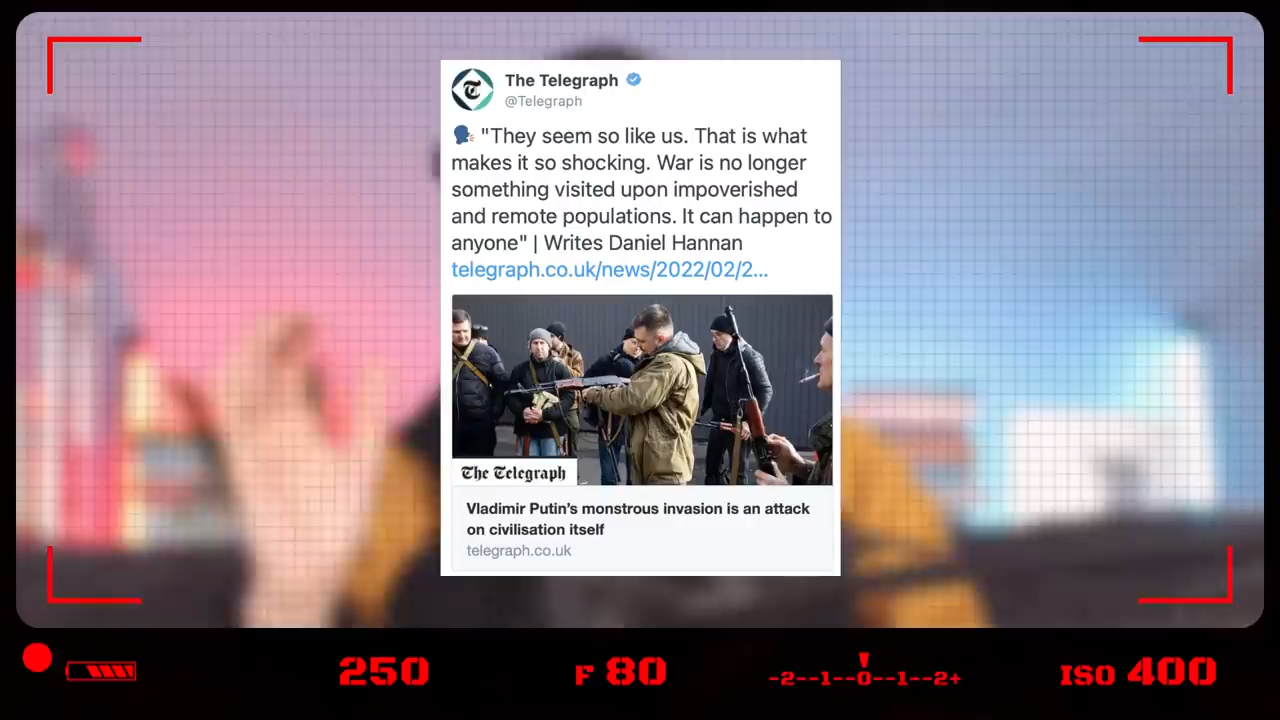 The Telegraph
@Telegraph
"They seem so like us. That is what
makes it so shocking. War is no longer
something visited upon impoverished
and remote populations. It can happen to
anyone" | Writes Daniel Hannan
telegraph.co.uk/news/2022/02/2...
The Telegraph
Vladimir Putin's monstrous invasion is an attack
on civilisation itself
telegraph.co.uk
250 F 80 -2--1--0--1--2+ ISO 400